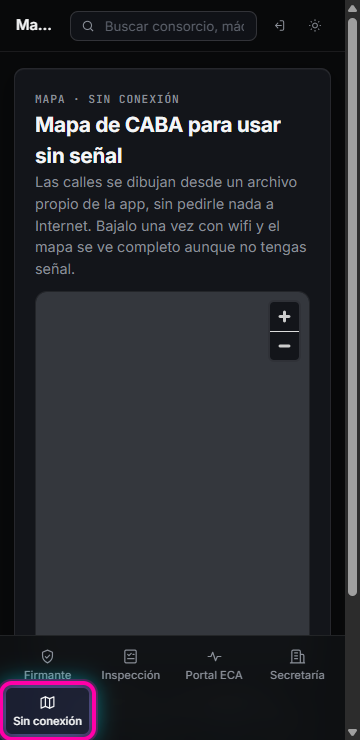 Ma...
Buscar consorcio, mác
MAPA · SIN CONEXIÓN
Mapa de CABA para usar
sin señal
Las calles se dibujan desde un archivo
propio de la app, sin pedirle nada a
Internet. Bajalo una vez con wifi y el
mapa se ve completo aunque no tengas
señal.
+
−
Firmante
Inspección
Portal ECA
Secretaría
Sin conexión